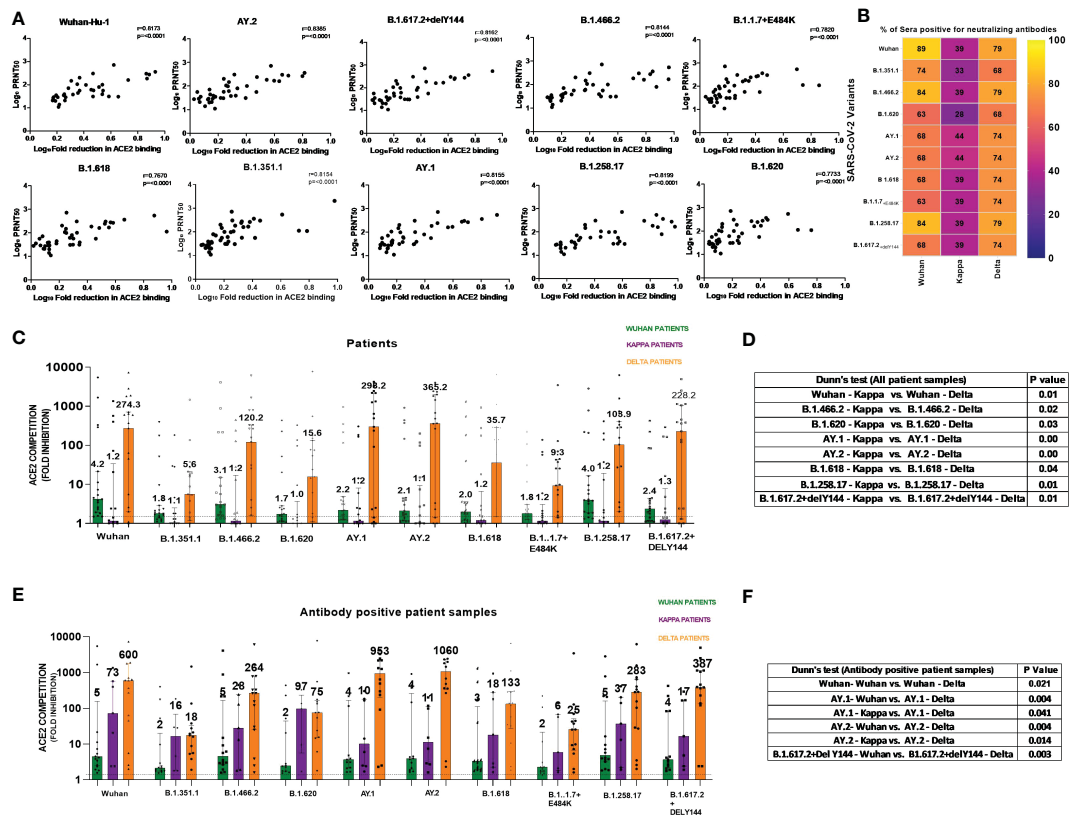 A
Wuhan-Hu-1
r=0.8173
p=<0.0001
AY.2
r=0.8385
p=<0.0001
B.1.617.2+delY144
r=0.8162
p=<0.0001
B.1.466.2
r=0.8144
p=<0.0001
B.1.1.7+E484K
r=0.7820
p=<0.0001
Log₁₀ PRNT50
Log₁₀ Fold reduction in ACE2 binding
B.1.618
r=0.7670
p=<0.0001
B.1.351.1
r=0.8154
p=<0.0001
AY.1
r=0.8155
p=<0.0001
B.1.258.17
r=0.8199
p=<0.0001
B.1.620
r=0.7733
p=<0.0001
Log₁₀ PRNT50
0.0 0.2 0.4 0.6 0.8 1.0
Log₁₀ Fold reduction in ACE2 binding
B
% of Sera positive for neutralizing antibodies
SARS-CoV-2 Variants
Wuhan 89 39 79
B.1.351.1 74 33 68
B.1.466.2 84 39 79
B.1.620 63 28 68
AY.1 68 44 74
AY.2 68 44 74
B 1.618 68 39 74
B.1.1.7+E484K 63 39 74
B.1.258.17 84 39 79
B.1.617.2+delY144 68 39 74
Wuhan Kappa Delta
100
80
60
40
20
0
C
Patients
WUHAN PATIENTS
KAPPA PATIENTS
DELTA PATIENTS
ACE2 COMPETITION
(FOLD INHIBITION)
10000
1000
100
10
1
4.2 1.2 274.3
1.8 1.1 5.6
3.1 1.2 120.2
1.7 1.0 15.6
2.2 1.2 298.2
2.1 1.1 365.2
2.0 1.2 35.7
1.8 1.2 9.3
4.0 1.2 103.9
2.4 1.3 228.2
Wuhan B.1.351.1 B.1.466.2 B.1.620 AY.1 AY.2 B.1.618 B.1..1.7+ B.1.258.17 B.1.617.2+
E484K DELY144
D
Dunn's test (All patient samples) P value
Wuhan - Kappa vs. Wuhan - Delta 0.01
B.1.466.2 - Kappa vs. B.1.466.2 - Delta 0.02
B.1.620 - Kappa vs. B.1.620 - Delta 0.03
AY.1 - Kappa vs. AY.1 - Delta 0.00
AY.2 - Kappa vs. AY.2 - Delta 0.00
B.1.618 - Kappa vs. B.1.618 - Delta 0.04
B.1.258.17 - Kappa vs. B.1.258.17 - Delta 0.01
B.1.617.2+delY144 - Kappa vs. B.1.617.2+delY144 - Delta 0.01
E
Antibody positive patient samples
WUHAN PATIENTS
KAPPA PATIENTS
DELTA PATIENTS
ACE2 COMPETITION
(FOLD INHIBITION)
10000
1000
100
10
1
5 73 600
2 16 18
5 28 264
2 97 75
4 10 953
4 11 1060
3 18 133
2 6 25
5 37 283
4 17 387
Wuhan B.1.351.1 B.1.466.2 B.1.620 AY.1 AY.2 B.1.618 B.1..1.7+ B.1.258.17 B.1.617.2
E484K +
DELY144
F
Dunn's test (Antibody positive patient samples) P Value
Wuhan- Wuhan vs. Wuhan - Delta 0.021
AY.1- Wuhan vs. AY.1 - Delta 0.004
AY.1 - Kappa vs. AY.1 - Delta 0.041
AY.2- Wuhan vs. AY.2 - Delta 0.004
AY.2 - Kappa vs. AY.2 - Delta 0.014
B.1.617.2+Del Y144 - Wuhan vs. B1.617.2+delY144 - Delta 0.003